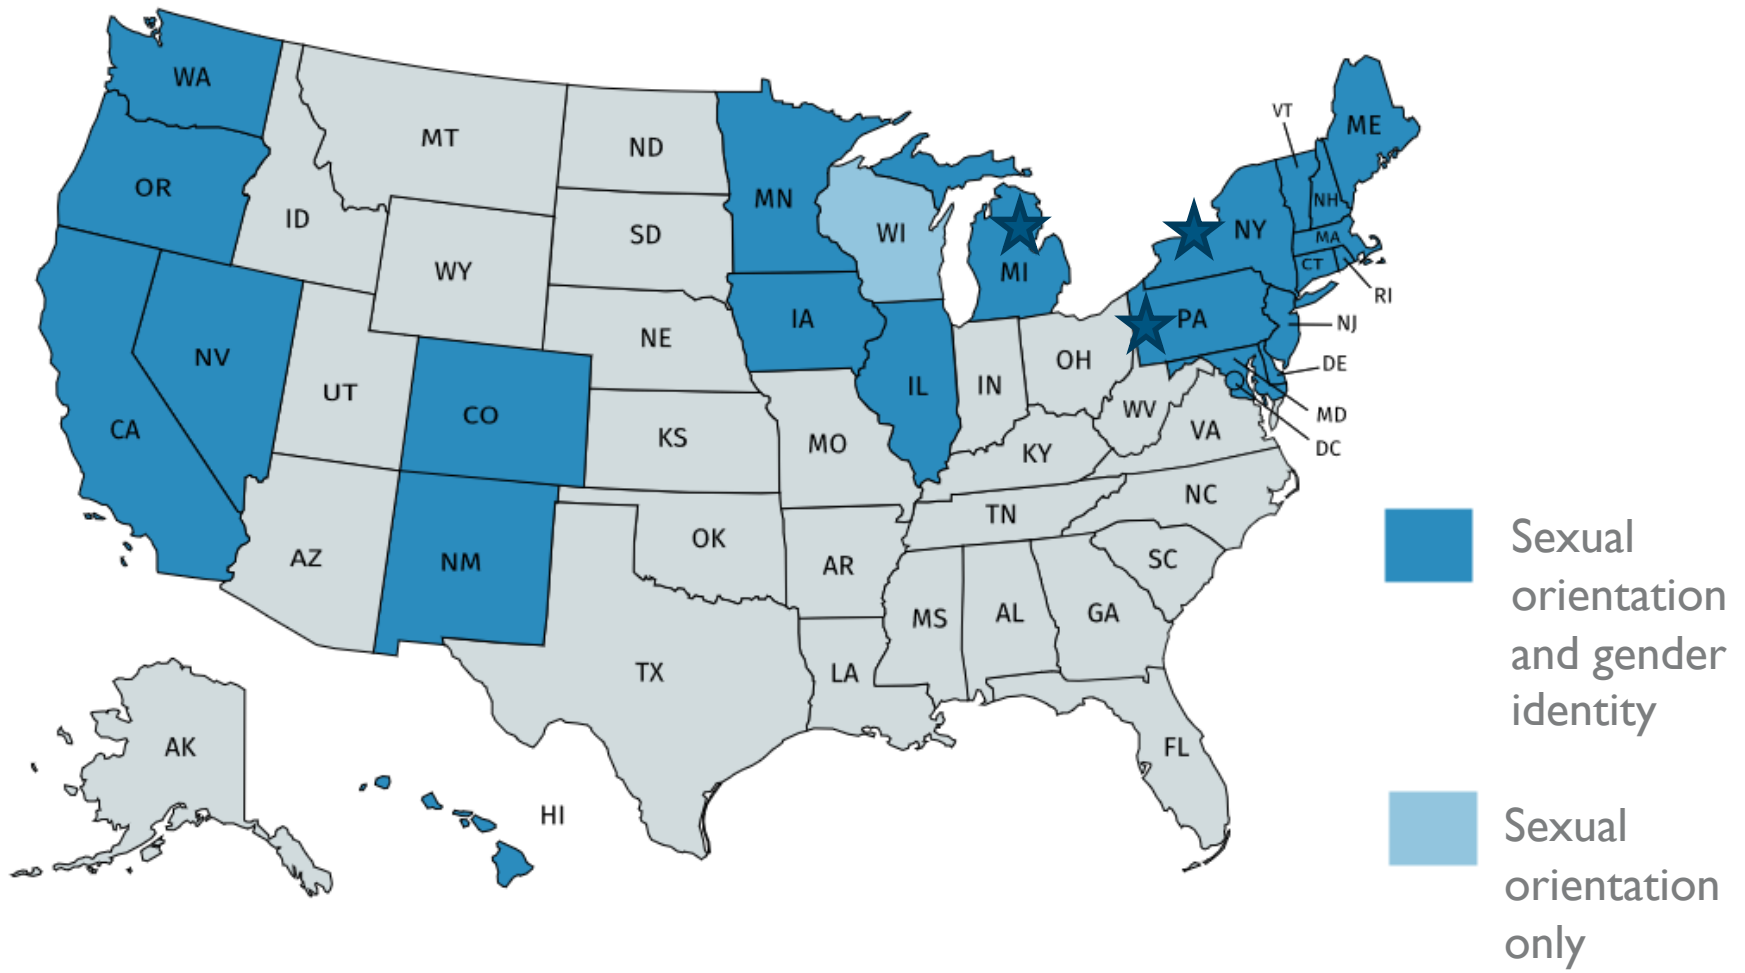 WA
OR
CA
NV
ID
MT
WY
UT
CO
AZ
NM
ND
SD
NE
KS
OK
TX
MN
IA
MO
AR
LA
WI
IL
MI
IN
OH
KY
TN
MS
AL
GA
FL
SC
NC
VA
WV
PA
NY
VT
NH
ME
MA
CT
RI
NJ
DE
MD
DC
AK
HI
Sexual
orientation
and gender
identity
Sexual
orientation
only